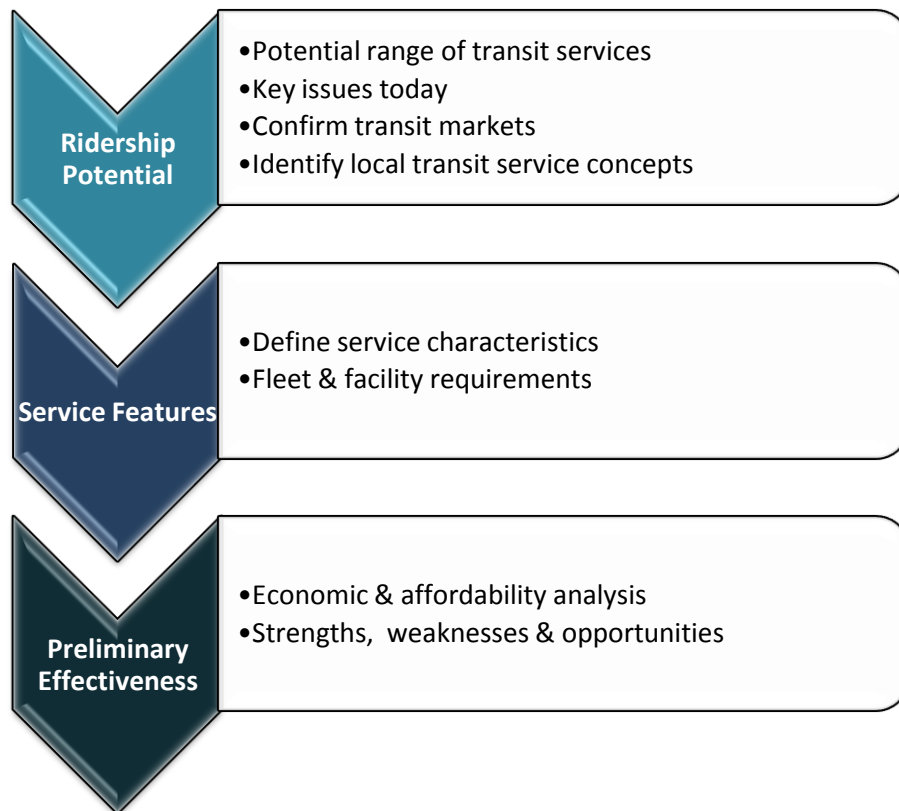 Ridership
Potential
•Potential range of transit services
•Key issues today
•Confirm transit markets
•Identify local transit service concepts
Service Features
•Define service characteristics
•Fleet & facility requirements
Preliminary
Effectiveness
•Economic & affordability analysis
•Strengths,  weaknesses & opportunities